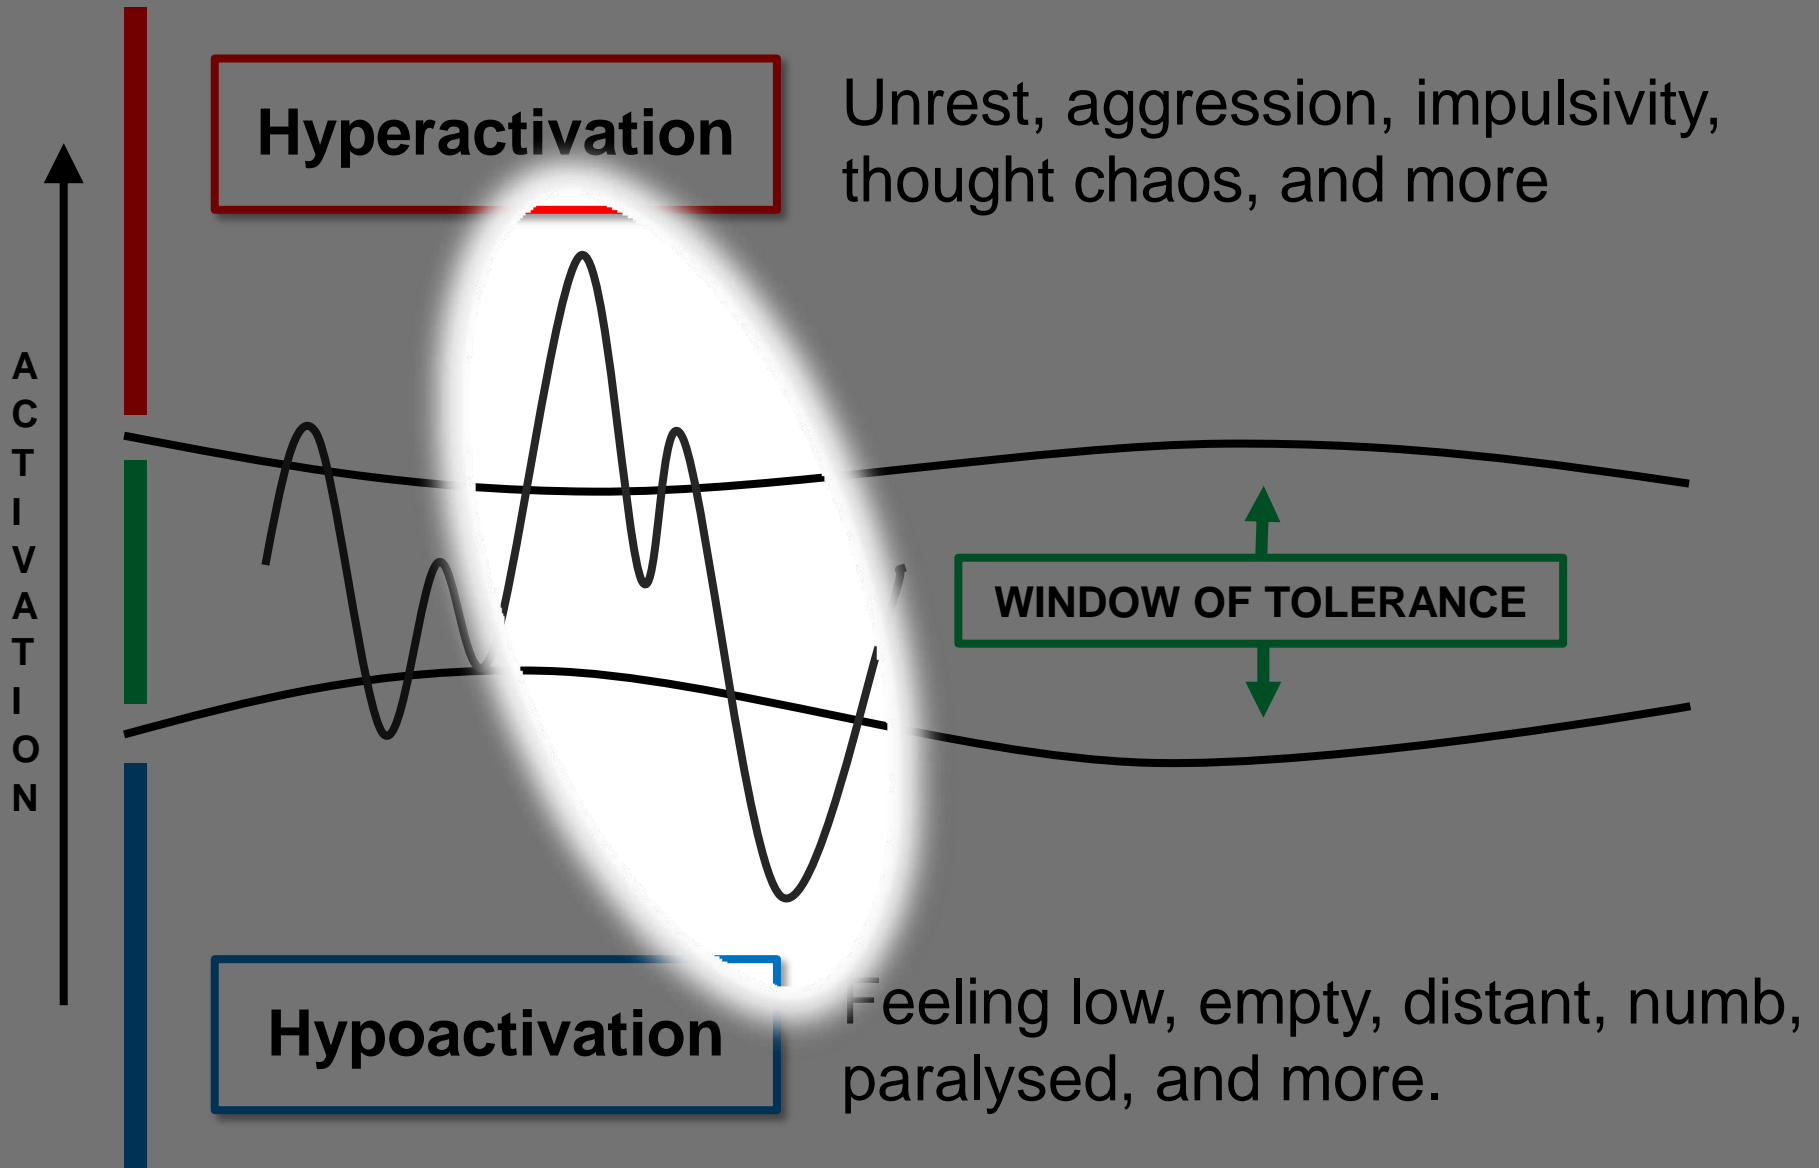 Hyperactivation
Unrest, aggression, impulsivity,
thought chaos, and more
ACTIVATION
WINDOW OF TOLERANCE
Hypoactivation
Feeling low, empty, distant, numb,
paralysed, and more.